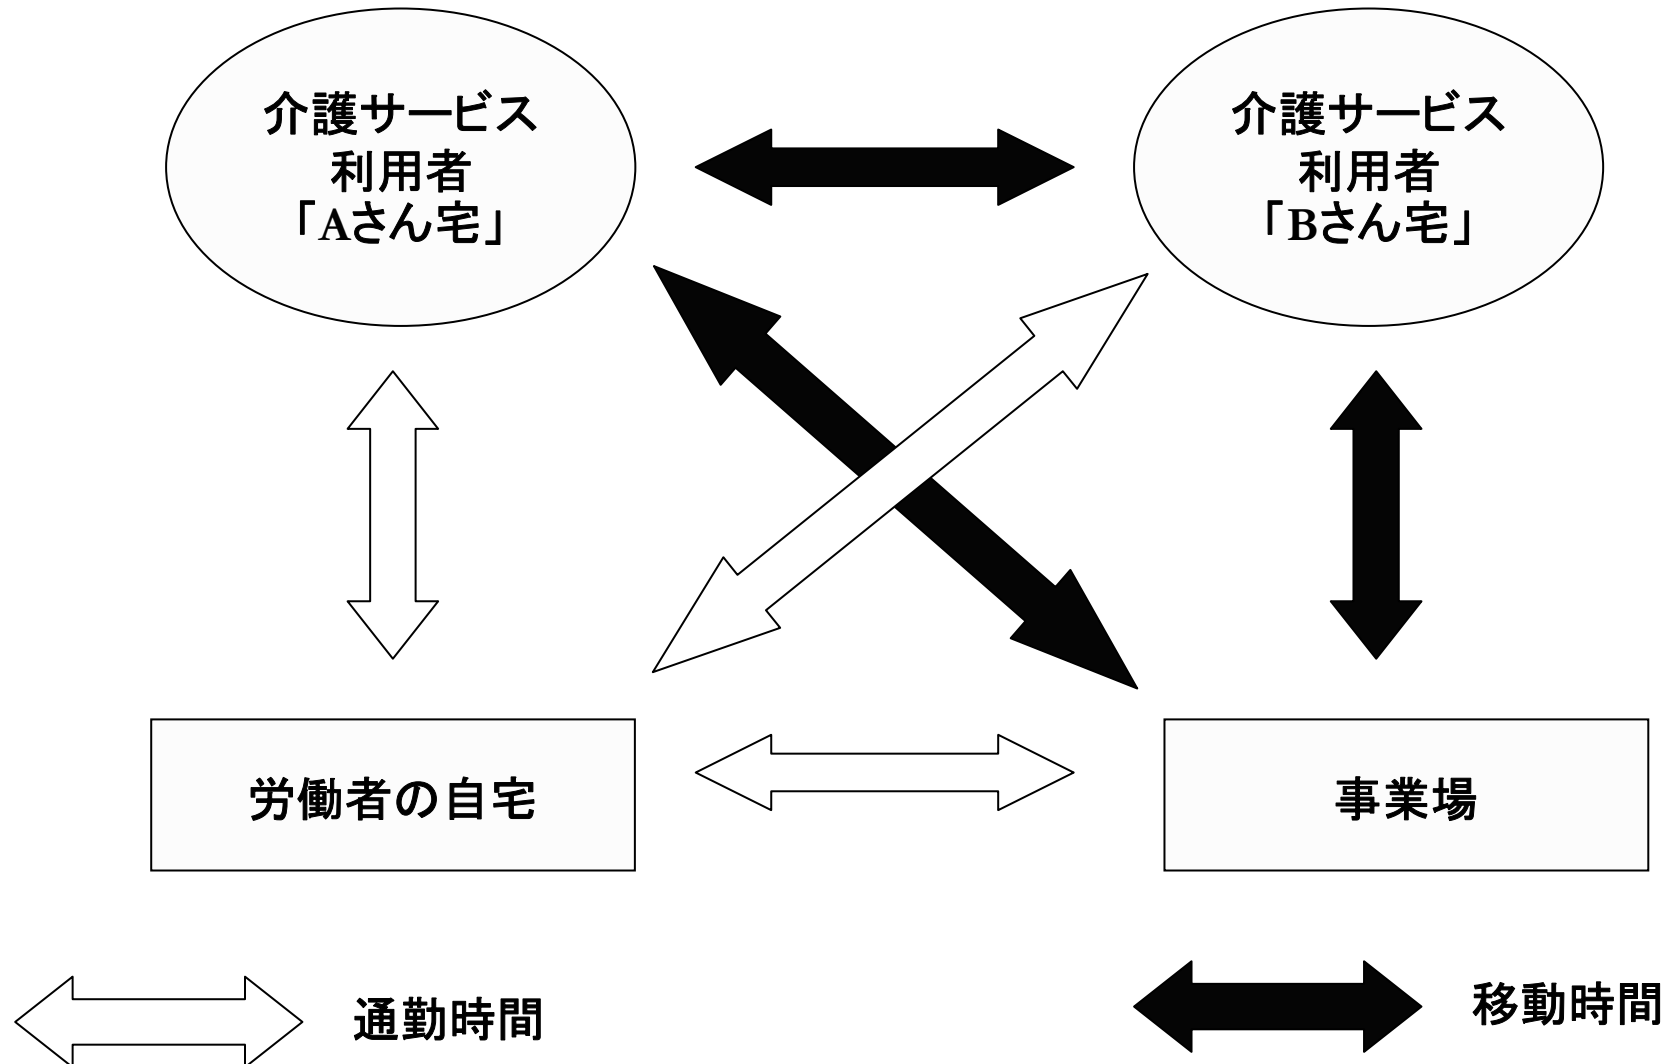 介護サービス
利用者
「Aさん宅」
介護サービス
利用者
「Bさん宅」
労働者の自宅
事業場
通勤時間
移動時間